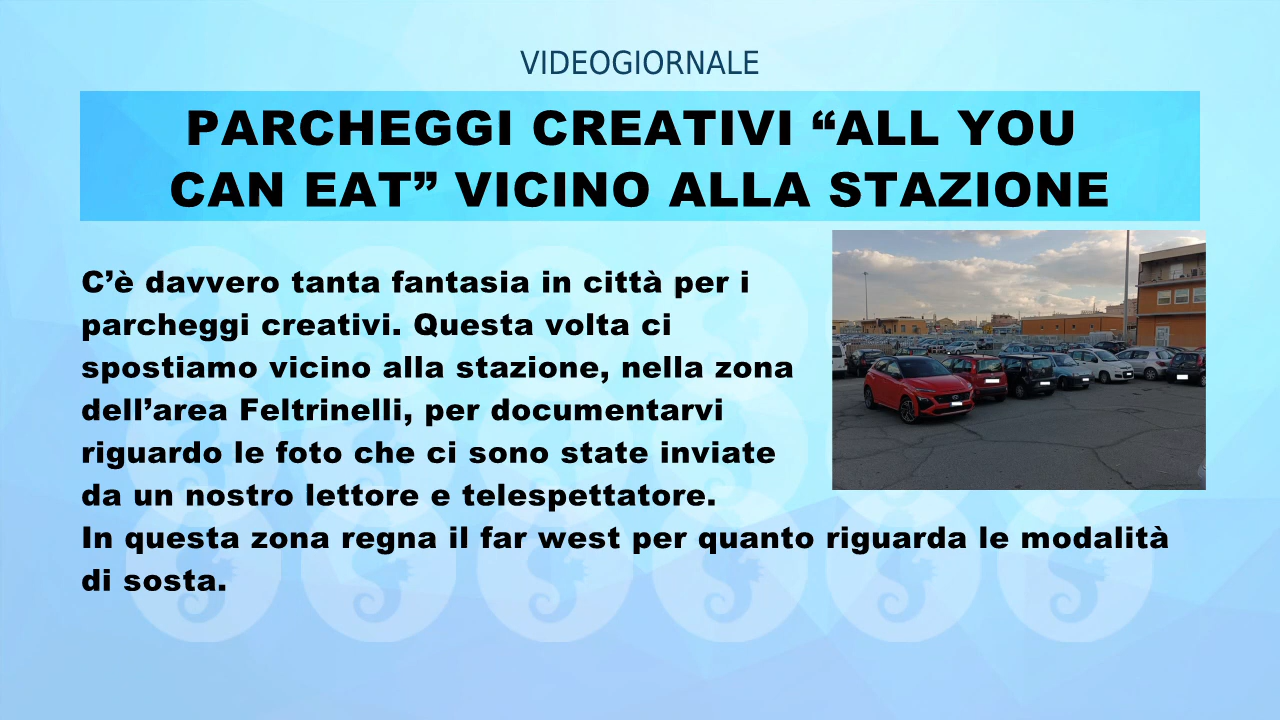 VIDEOGIORNALE
PARCHEGGI CREATIVI “ALL YOU
CAN EAT” VICINO ALLA STAZIONE
C’è davvero tanta fantasia in città per i
parcheggi creativi. Questa volta ci
spostiamo vicino alla stazione, nella zona
dell’area Feltrinelli, per documentarvi
riguardo le foto che ci sono state inviate
da un nostro lettore e telespettatore.
In questa zona regna il far west per quanto riguarda le modalità
di sosta.